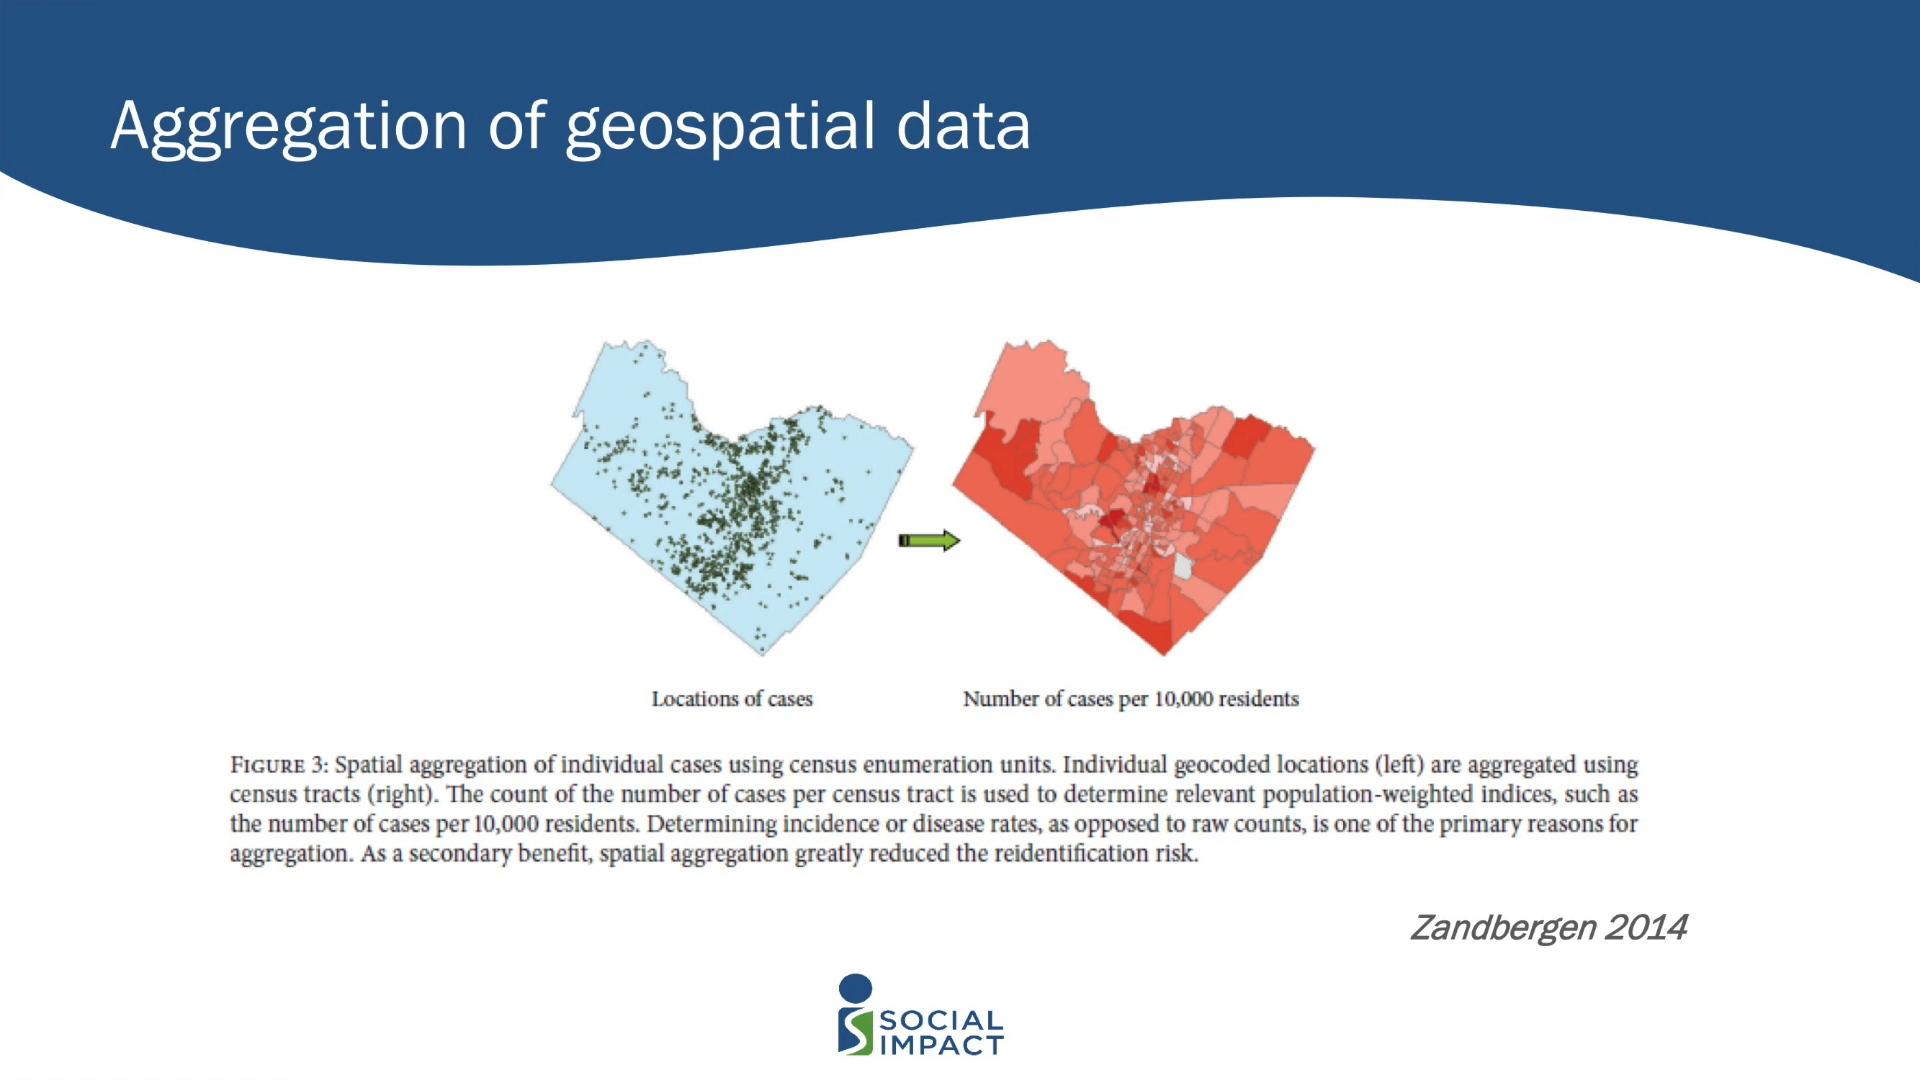 Aggregation of geospatial data
Locations of cases
Number of cases per 10,000 residents
FIGURE 3: Spatial aggregation of individual cases using census enumeration units. Individual geocoded locations (left) are aggregated using
census tracts (right). The count of the number of cases per census tract is used to determine relevant population-weighted indices, such as
the number of cases per 10,000 residents. Determining incidence or disease rates, as opposed to raw counts, is one of the primary reasons for
aggregation. As a secondary benefit, spatial aggregation greatly reduced the reidentification risk.
Zandbergen 2014
SOCIAL
IMPACT